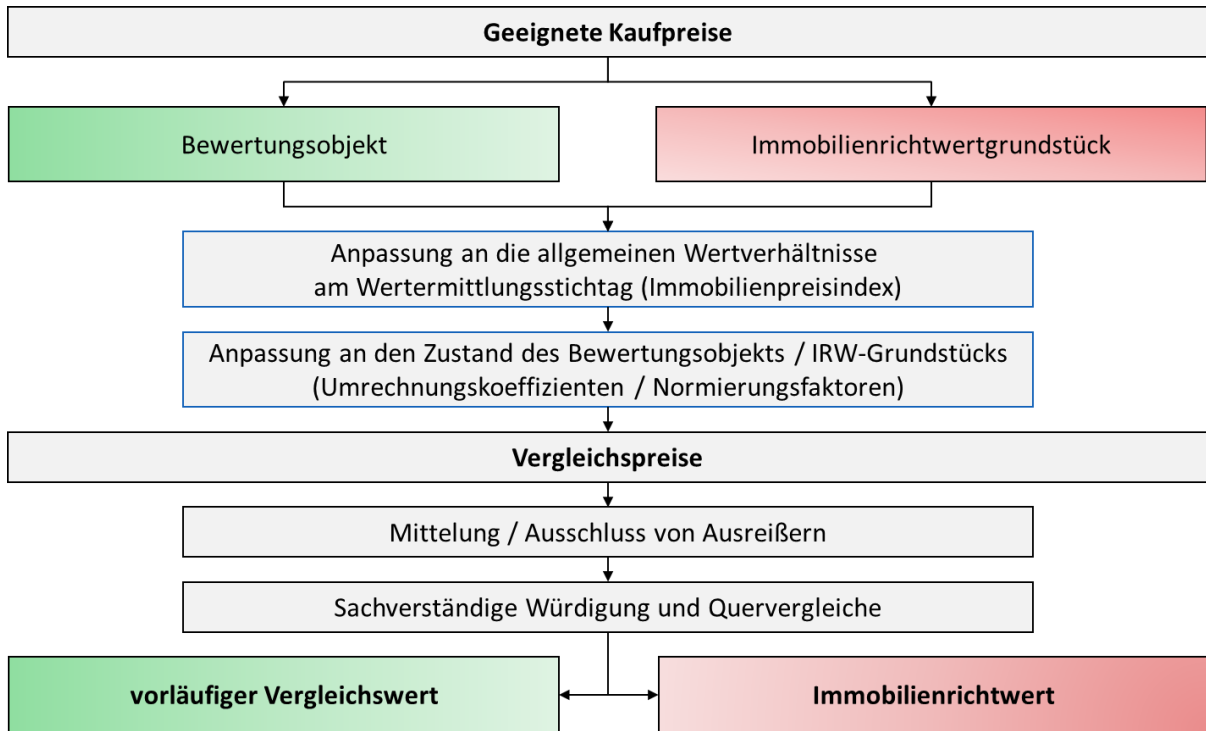 Geeignete Kaufpreise
Bewertungsobjekt
Immobilienrichtwertgrundstück
Anpassung an die allgemeinen Wertverhältnisse
am Wertermittlungsstichtag (Immobilienpreisindex)
Anpassung an den Zustand des Bewertungsobjekts / IRW-Grundstücks
(Umrechnungskoeffizienten / Normierungsfaktoren)
Vergleichspreise
Mittelung / Ausschluss von Ausreißern
Sachverständige Würdigung und Quervergleiche
vorläufiger Vergleichswert
Immobilienrichtwert